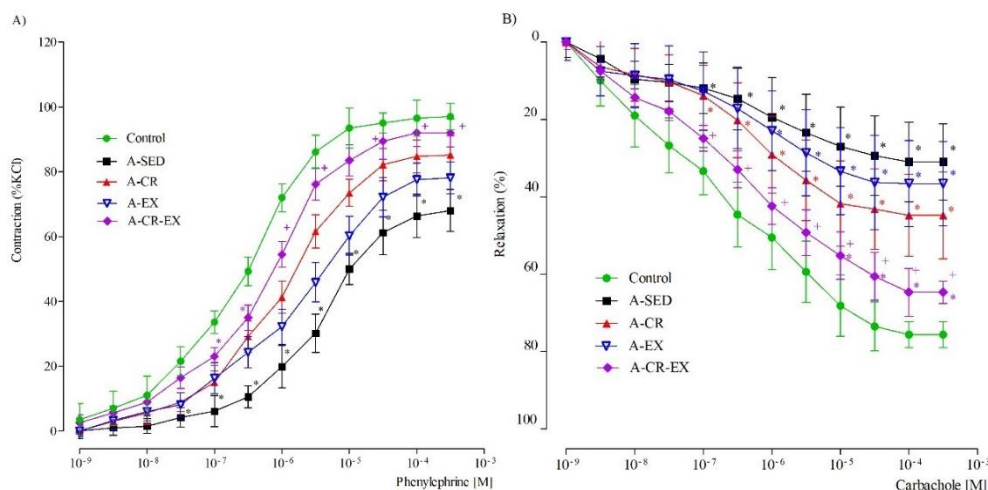 A)
120
100
80
60
40
20
0
Contraction (%KCl)
Control
A-SED
A-CR
A-EX
A-CR-EX
10-9
10-8
10-7
10-6
10-5
10-4
10-3
Phenylephrine [M]
B)
0
20
40
60
80
100
Relaxation (%)
Control
A-SED
A-CR
A-EX
A-CR-EX
10-9
10-8
10-7
10-6
10-5
10-4
10-3
Carbachole [M]